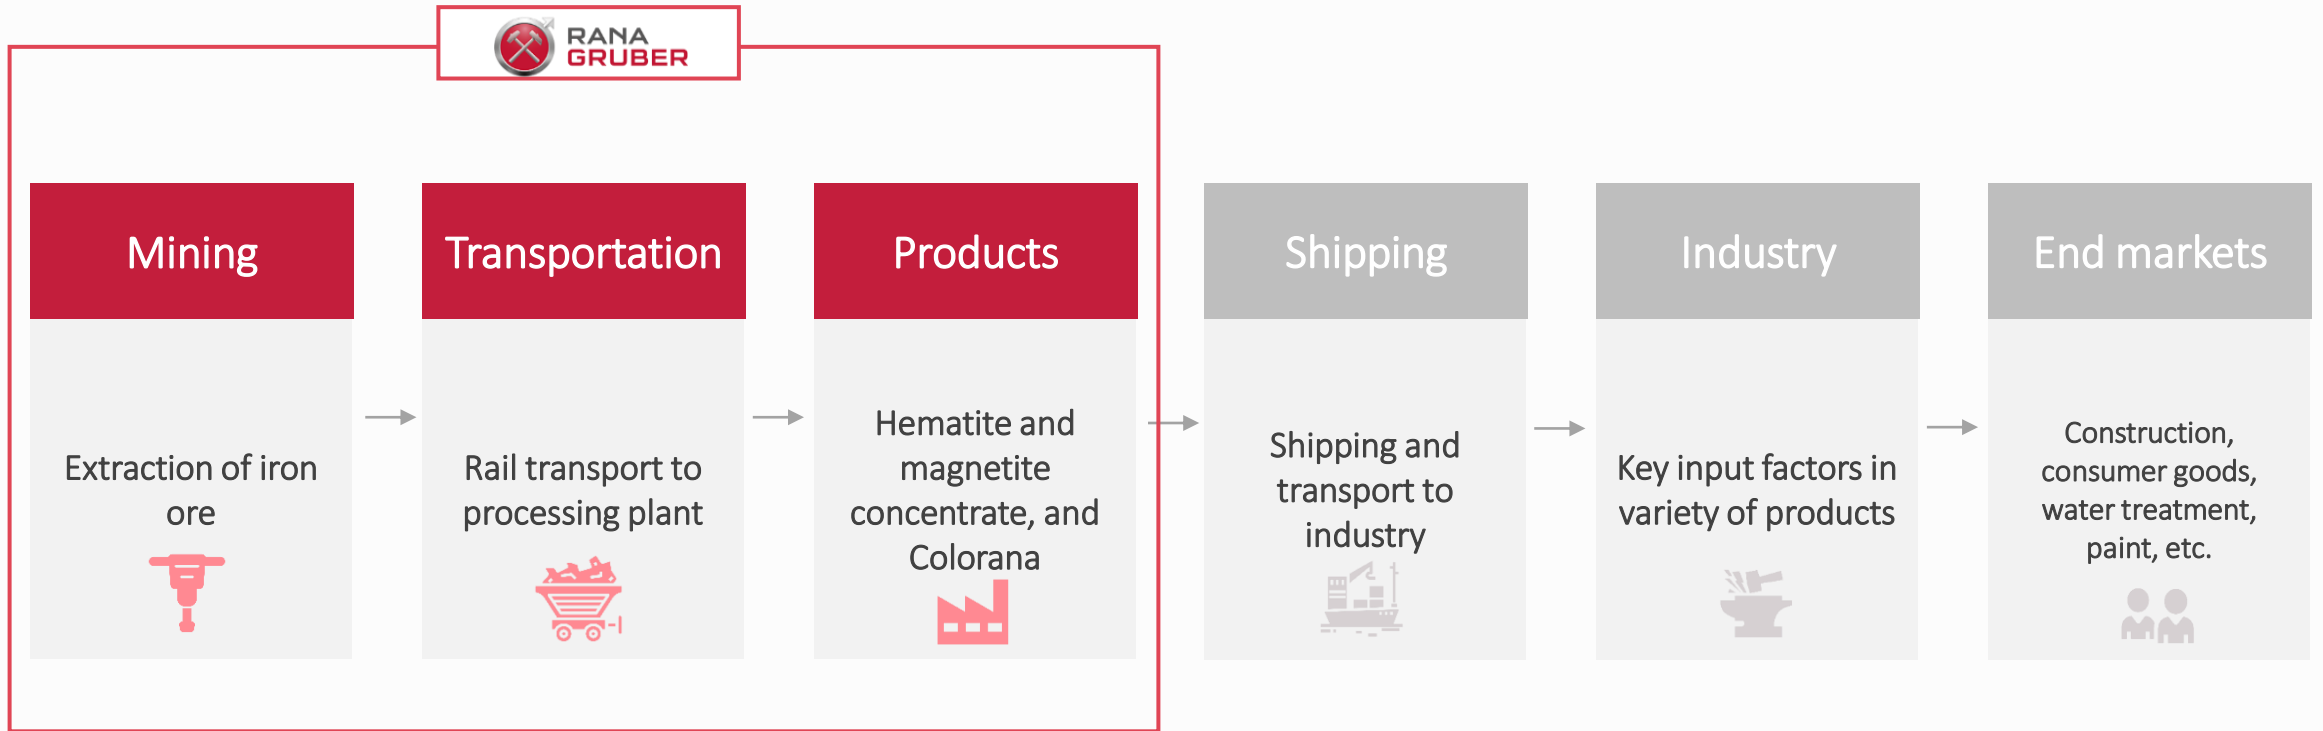 RANA
GRUBER
Mining
Extraction of iron
ore
Transportation
Rail transport to
processing plant
Products
Hematite and
magnetite
concentrate, and
Colorana
Shipping
Shipping and
transport to
industry
Industry
Key input factors in
variety of products
End markets
Construction,
consumer goods,
water treatment,
paint, etc.